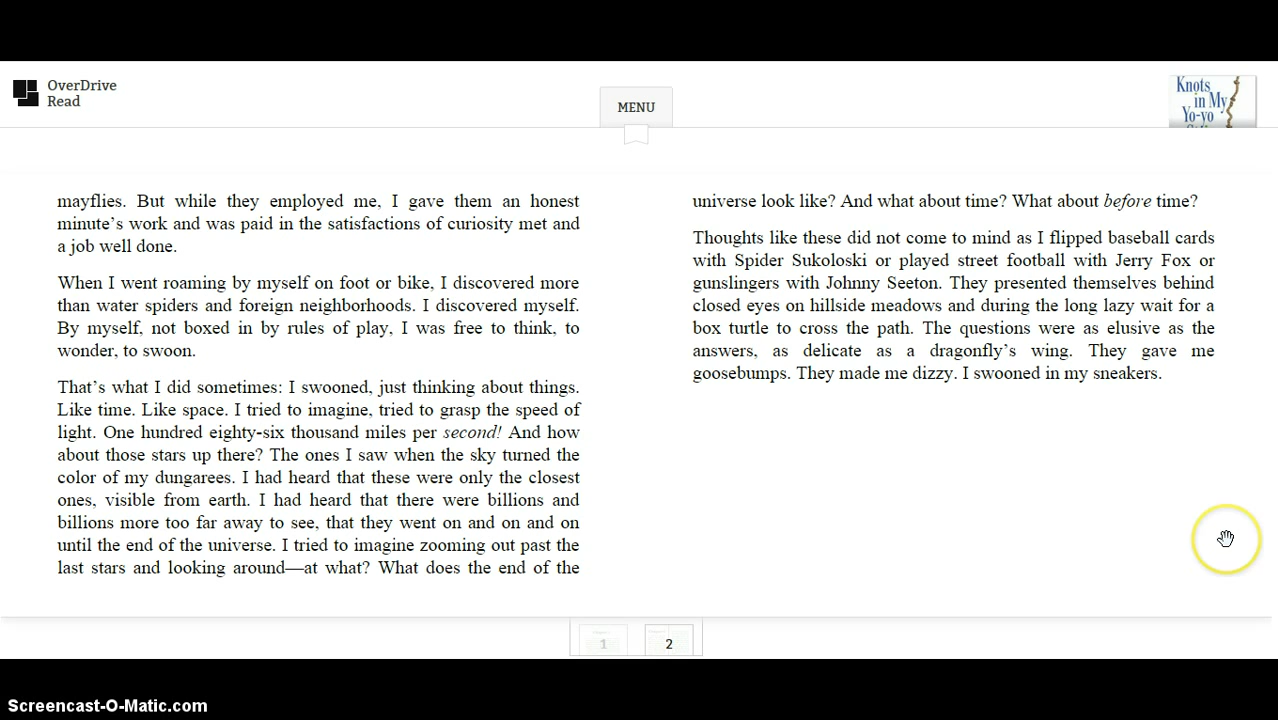 OverDrive
Read
MENU
Knots
in My
Yo-yo
mayflies. But while they employed me, I gave them an honest
minute's work and was paid in the satisfactions of curiosity met and
a job well done.
When I went roaming by myself on foot or bike, I discovered more
than water spiders and foreign neighborhoods. I discovered myself.
By myself, not boxed in by rules of play, I was free to think, to
wonder, to swoon.
That's what I did sometimes: I swooned, just thinking about things.
Like time. Like space. I tried to imagine, tried to grasp the speed of
light. One hundred eighty-six thousand miles per second! And how
about those stars up there? The ones I saw when the sky turned the
color of my dungarees. I had heard that these were only the closest
ones, visible from earth. I had heard that there were billions and
billions more too far away to see, that they went on and on and on
until the end of the universe. I tried to imagine zooming out past the
last stars and looking around—at what? What does the end of the
universe look like? And what about time? What about before time?
Thoughts like these did not come to mind as I flipped baseball cards
with Spider Sukoloski or played street football with Jerry Fox or
gunslingers with Johnny Seeton. They presented themselves behind
closed eyes on hillside meadows and during the long lazy wait for a
box turtle to cross the path. The questions were as elusive as the
answers, as delicate as a dragonfly's wing. They gave me
goosebumps. They made me dizzy. I swooned in my sneakers.
1
2
Screencast-O-Matic.com